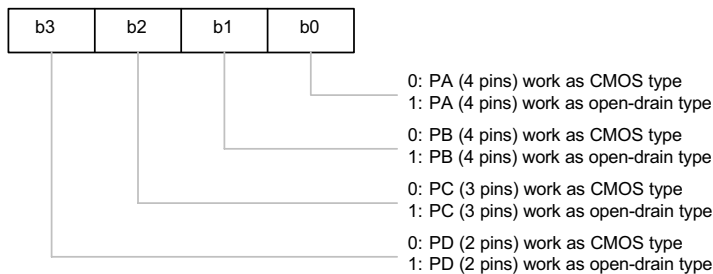 b3 b2 b1 b0
0: PA (4 pins) work as CMOS type
1: PA (4 pins) work as open-drain type
0: PB (4 pins) work as CMOS type
1: PB (4 pins) work as open-drain type
0: PC (3 pins) work as CMOS type
1: PC (3 pins) work as open-drain type
0: PD (2 pins) work as CMOS type
1: PD (2 pins) work as open-drain type